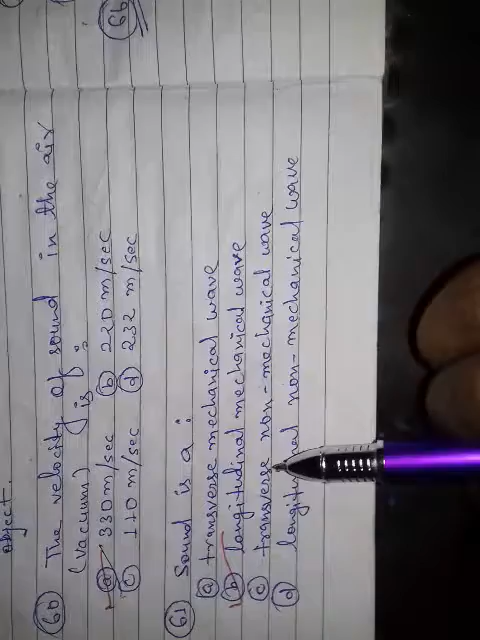 object.
60 The velocity of sound in the air
(vacuum) is :
a 330 m/sec b 220 m/sec
c 110 m/sec d 232 m/sec
61 Sound is a :
a transverse mechanical wave
b longitudinal mechanical wave
c transverse non-mechanical wave
d longitudinal non-mechanical wave